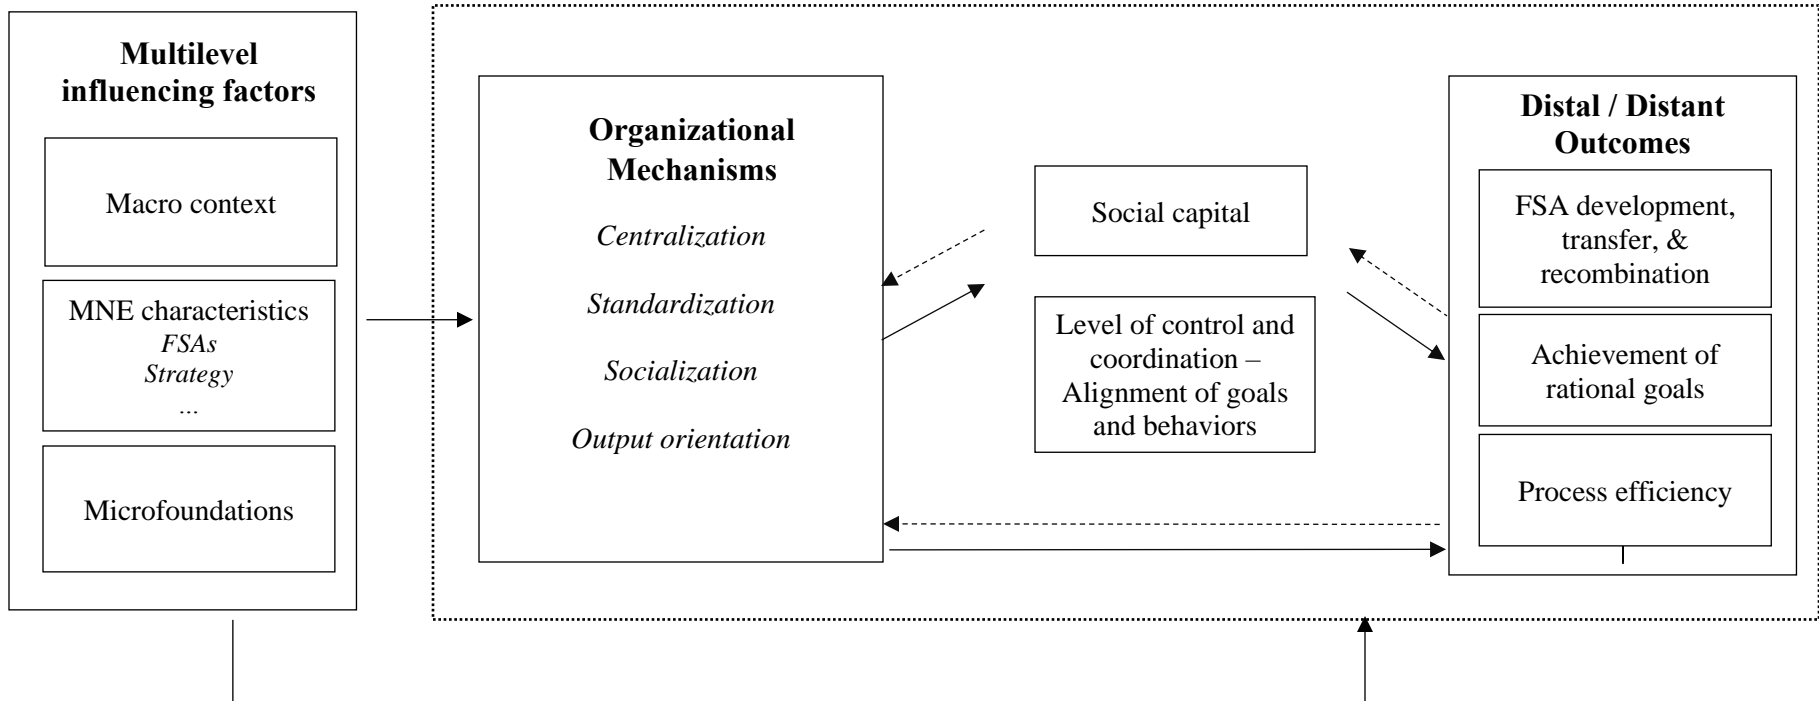 Multilevel
influencing factors
Macro context
MNE characteristics
FSAs
Strategy
...
Microfoundations
Organizational
Mechanisms
Centralization
Standardization
Socialization
Output orientation
Social capital
Level of control and
coordination –
Alignment of goals
and behaviors
Distal / Distant
Outcomes
FSA development,
transfer, &
recombination
Achievement of
rational goals
Process efficiency